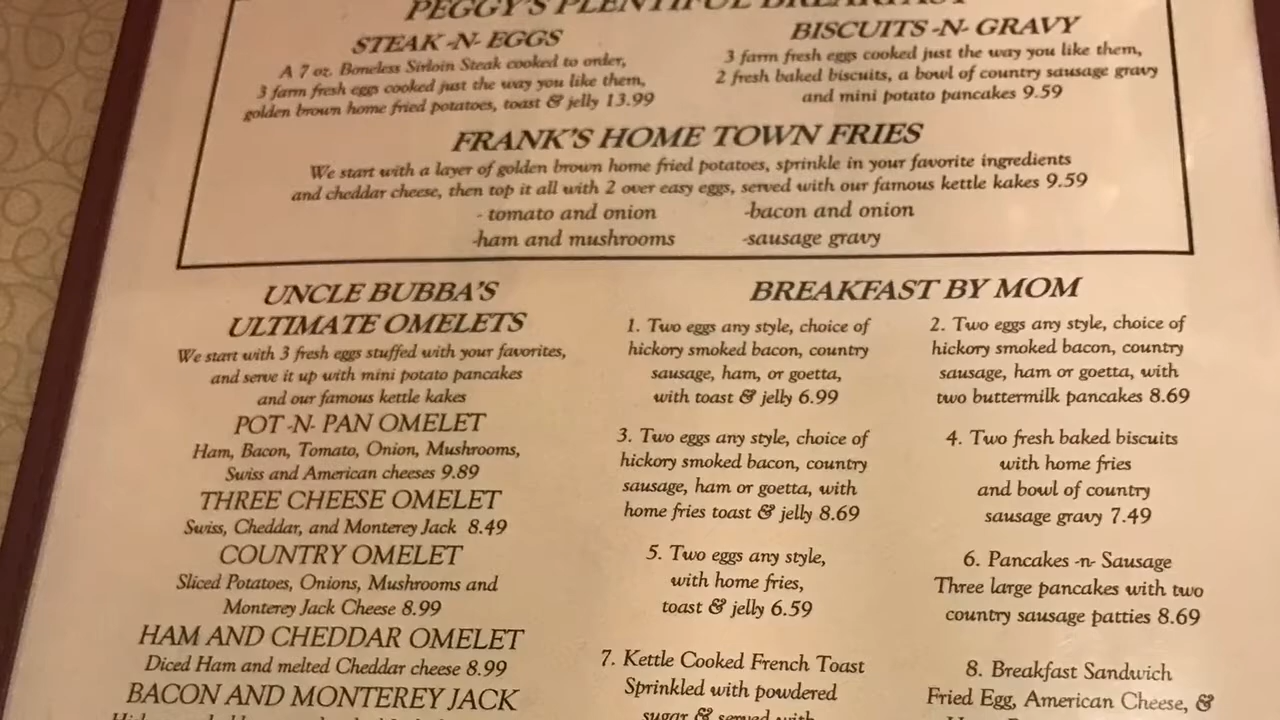 PEGGY'S PLENTIFUL BREAKFAST
STEAK -N- EGGS
A 7 oz. Boneless Sirloin Steak cooked to order,
3 farm fresh eggs cooked just the way you like them,
golden brown home fried potatoes, toast & jelly 13.99
BISCUITS -N- GRAVY
3 farm fresh eggs cooked just the way you like them,
2 fresh baked biscuits, a bowl of country sausage gravy
and mini potato pancakes 9.59
FRANK'S HOME TOWN FRIES
We start with a layer of golden brown home fried potatoes, sprinkle in your favorite ingredients
and cheddar cheese, then top it all with 2 over easy eggs, served with our famous kettle kakes 9.59
- tomato and onion
-bacon and onion
-ham and mushrooms
-sausage gravy
UNCLE BUBBA'S
ULTIMATE OMELETS
We start with 3 fresh eggs stuffed with your favorites,
and serve it up with mini potato pancakes
and our famous kettle kakes
POT -N- PAN OMELET
Ham, Bacon, Tomato, Onion, Mushrooms,
Swiss and American cheeses 9.89
THREE CHEESE OMELET
Swiss, Cheddar, and Monterey Jack 8.49
COUNTRY OMELET
Sliced Potatoes, Onions, Mushrooms and
Monterey Jack Cheese 8.99
HAM AND CHEDDAR OMELET
Diced Ham and melted Cheddar cheese 8.99
BACON AND MONTEREY JACK
BREAKFAST BY MOM
1. Two eggs any style, choice of
hickory smoked bacon, country
sausage, ham, or goetta,
with toast & jelly 6.99
2. Two eggs any style, choice of
hickory smoked bacon, country
sausage, ham or goetta, with
two buttermilk pancakes 8.69
3. Two eggs any style, choice of
hickory smoked bacon, country
sausage, ham or goetta, with
home fries toast & jelly 8.69
4. Two fresh baked biscuits
with home fries
and bowl of country
sausage gravy 7.49
5. Two eggs any style,
with home fries,
toast & jelly 6.59
6. Pancakes -n- Sausage
Three large pancakes with two
country sausage patties 8.69
7. Kettle Cooked French Toast
Sprinkled with powdered
sugar & served with
8. Breakfast Sandwich
Fried Egg, American Cheese, &